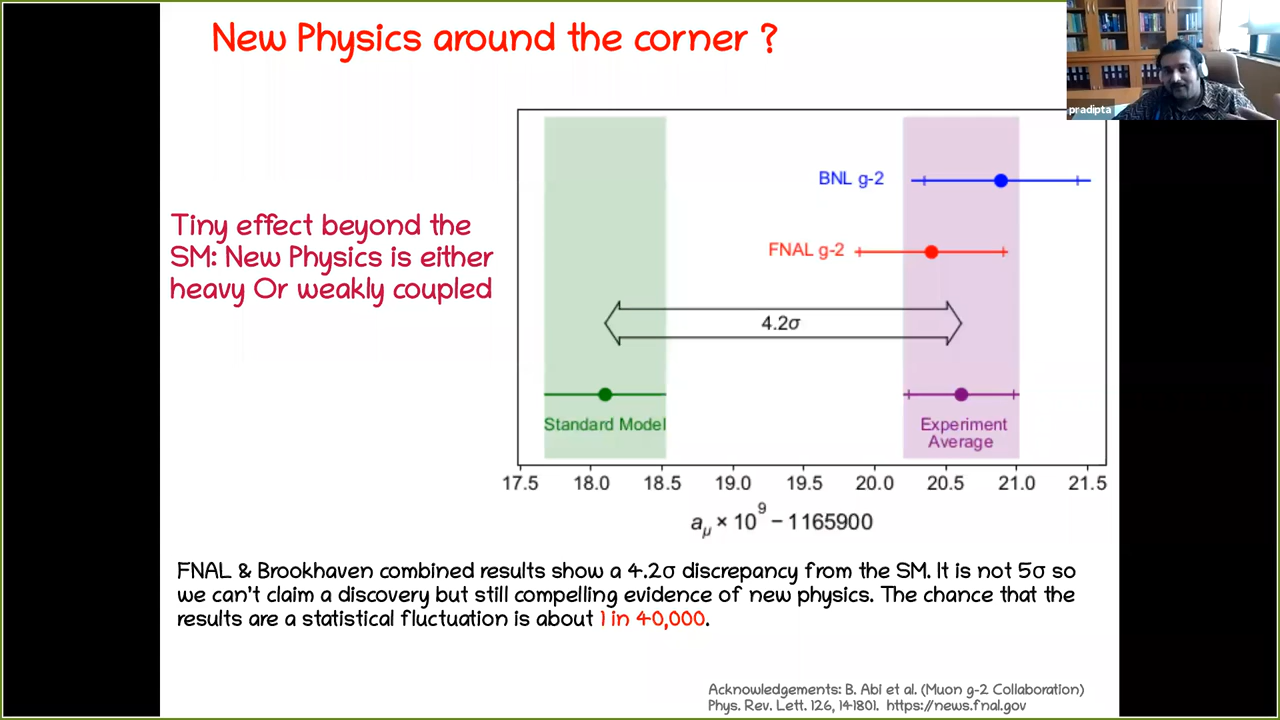 New Physics around the corner ?
pradipta
Tiny effect beyond the
SM: New Physics is either
heavy Or weakly coupled
BNL g-2
FNAL g-2
4.2σ
Standard Model
Experiment
Average
17.5 18.0 18.5 19.0 19.5 20.0 20.5 21.0 21.5
aμ × 10⁹ − 1165900
FNAL & Brookhaven combined results show a 4.2σ discrepancy from the SM. It is not 5σ so
we can't claim a discovery but still compelling evidence of new physics. The chance that the
results are a statistical fluctuation is about 1 in 40,000.
Acknowledgements: B. Abi et al. (Muon g-2 Collaboration)
Phys. Rev. Lett. 126, 141801. https://news.fnal.gov